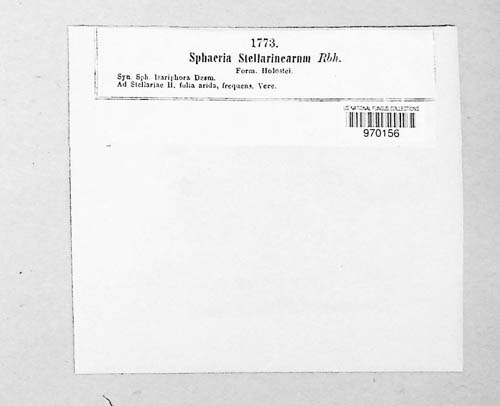 1773.
Sphaeria Stellarinearum Rbh.
Form. Holostei.
Syn. Sph. Isariphora Desm.
Ad Stellariae H. folia arida, frequens. Vere.
US NATIONAL FUNGUS COLLECTIONS
970156